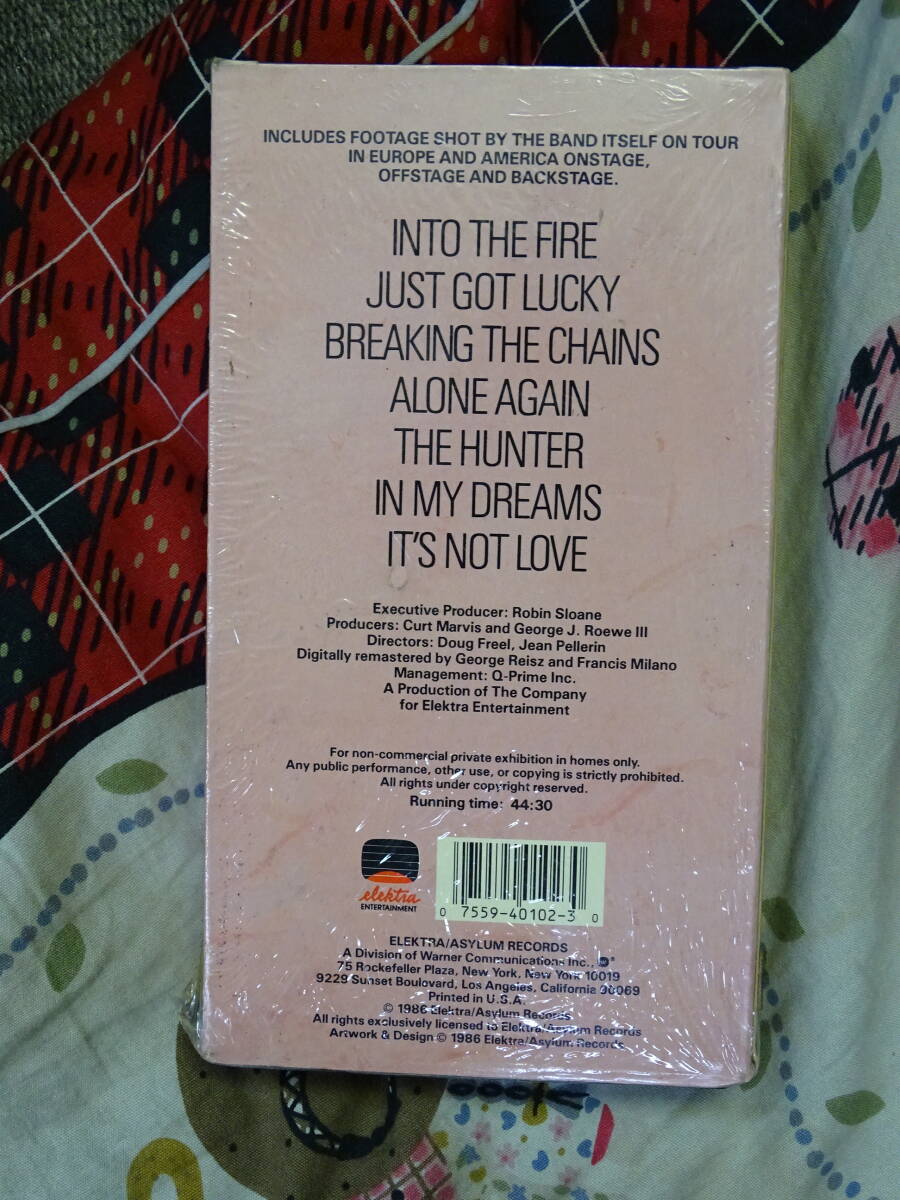 INCLUDES FOOTAGE SHOT BY THE BAND ITSELF ON TOUR
IN EUROPE AND AMERICA ONSTAGE,
OFFSTAGE AND BACKSTAGE.
INTO THE FIRE
JUST GOT LUCKY
BREAKING THE CHAINS
ALONE AGAIN
THE HUNTER
IN MY DREAMS
IT'S NOT LOVE
Executive Producer: Robin Sloane
Producers: Curt Marvis and George J. Roewe III
Directors: Doug Freel, Jean Pellerin
Digitally remastered by George Reisz and Francis Milano
Management: Q-Prime Inc.
A Production of The Company
for Elektra Entertainment
For non-commercial private exhibition in homes only.
Any public performance, other use, or copying is strictly prohibited.
All rights under copyright reserved.
Running time: 44:30
elektra
ENTERTAINMENT
0 7559-40102-3 0
ELEKTRA/ASYLUM RECORDS
A Division of Warner Communications Inc.,
75 Rockefeller Plaza, New York, New York 10019
9229 Sunset Boulovard, Los Angeles, California 90069
Printed in U.S.A.
© 1986 Elektra/Asylum Records
All rights exclusively licensed to Elektra/Asylum Records
Artwork & Design © 1986 Elektra/Asylum Records